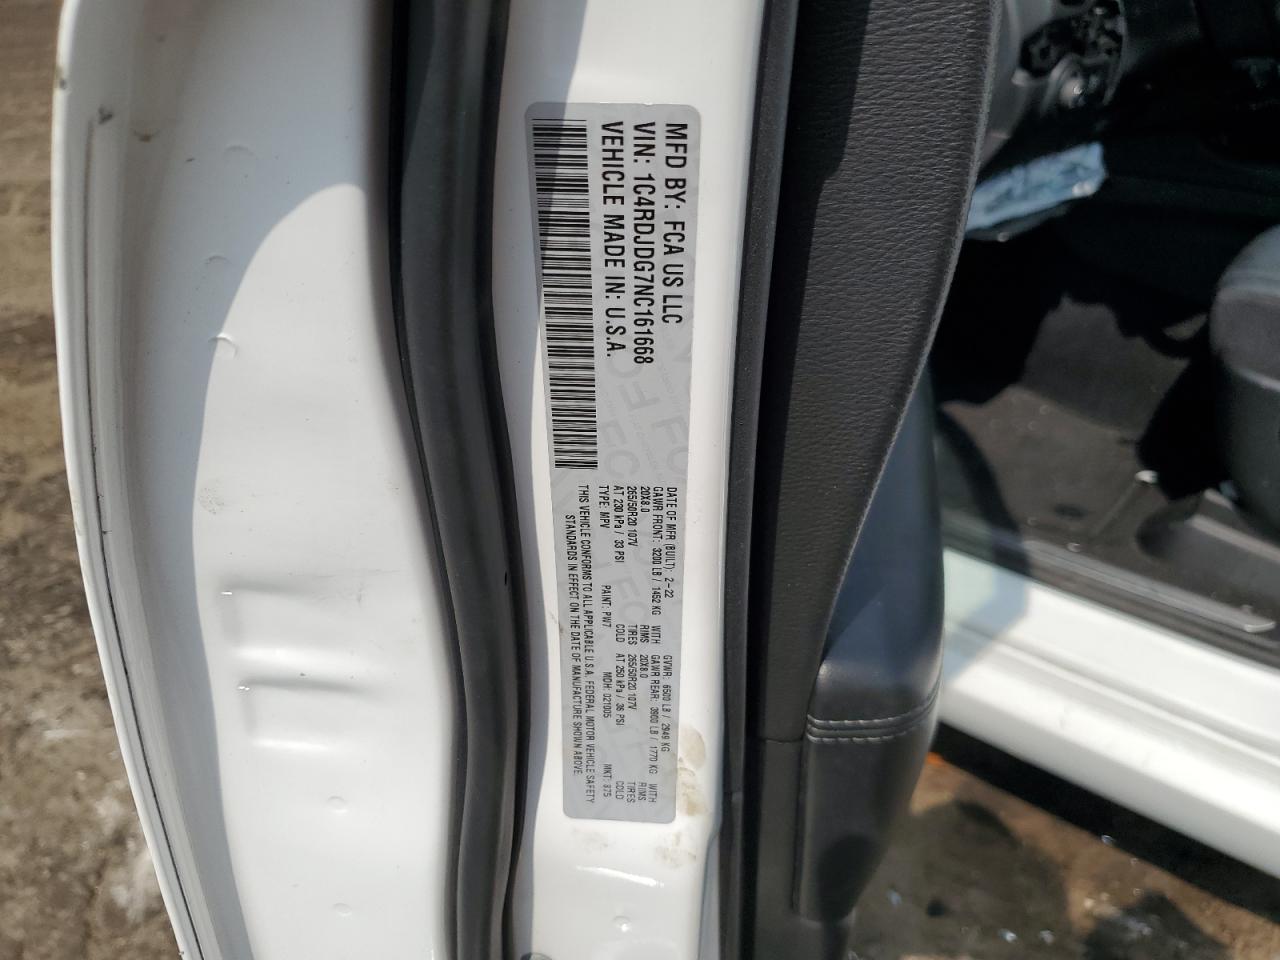 MFD BY: FCA US LLC
VIN: 1C4RDJDG7NC161668
VEHICLE MADE IN: U.S.A.
DATE OF MFR (BUILT): 2-22 GVWR: 6500 LB / 2949 KG
GAWR FRONT: 3200 LB / 1452 KG WITH GAWR REAR: 3900 LB / 1770 KG WITH
20X8.0 RIMS 20X8.0 RIMS
265/50R20 107V TIRES 265/50R20 107V TIRES
AT 230 kPa / 33 PSI COLD AT 250 kPa / 36 PSI COLD
TYPE: MPV PAINT: PW7 MDH: 021005 MKT: 875
THIS VEHICLE CONFORMS TO ALL APPLICABLE U.S.A. FEDERAL MOTOR VEHICLE SAFETY
STANDARDS IN EFFECT ON THE DATE OF MANUFACTURE SHOWN ABOVE.